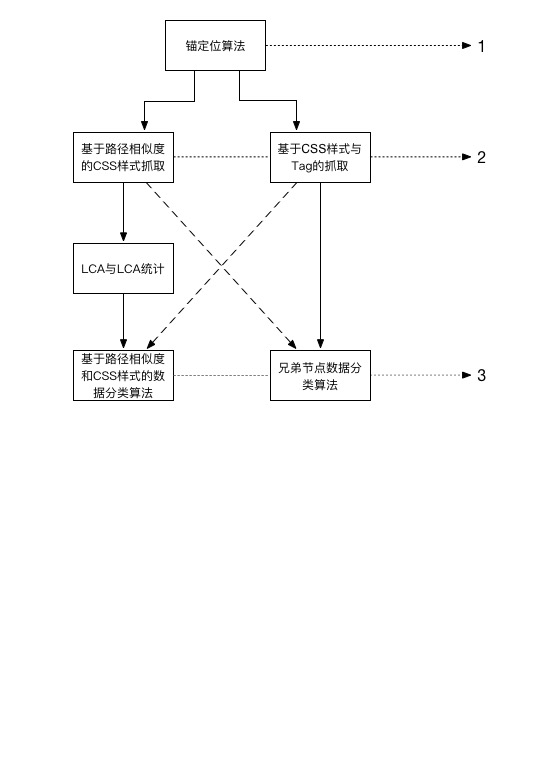 锚定位算法
1
基于路径相似度
的CSS样式抓取
基于CSS样式与
Tag的抓取
2
LCA与LCA统计
基于路径相似度
和CSS样式的数
据分类算法
兄弟节点数据分
类算法
3